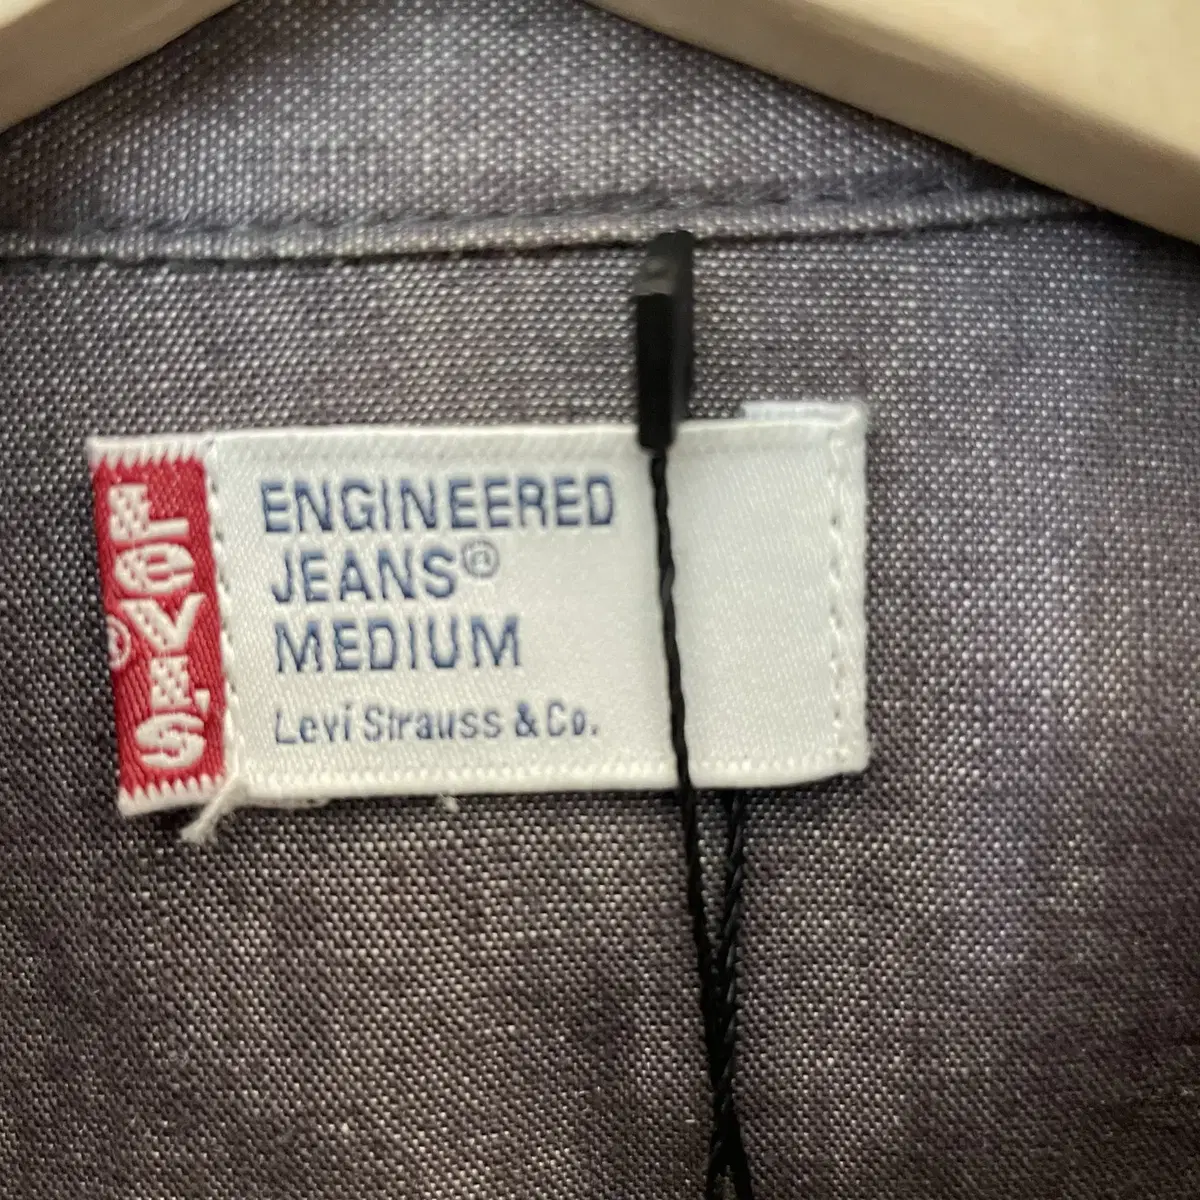 LEVI'S®
ENGINEERED
JEANS®
MEDIUM
Levi Strauss & Co.